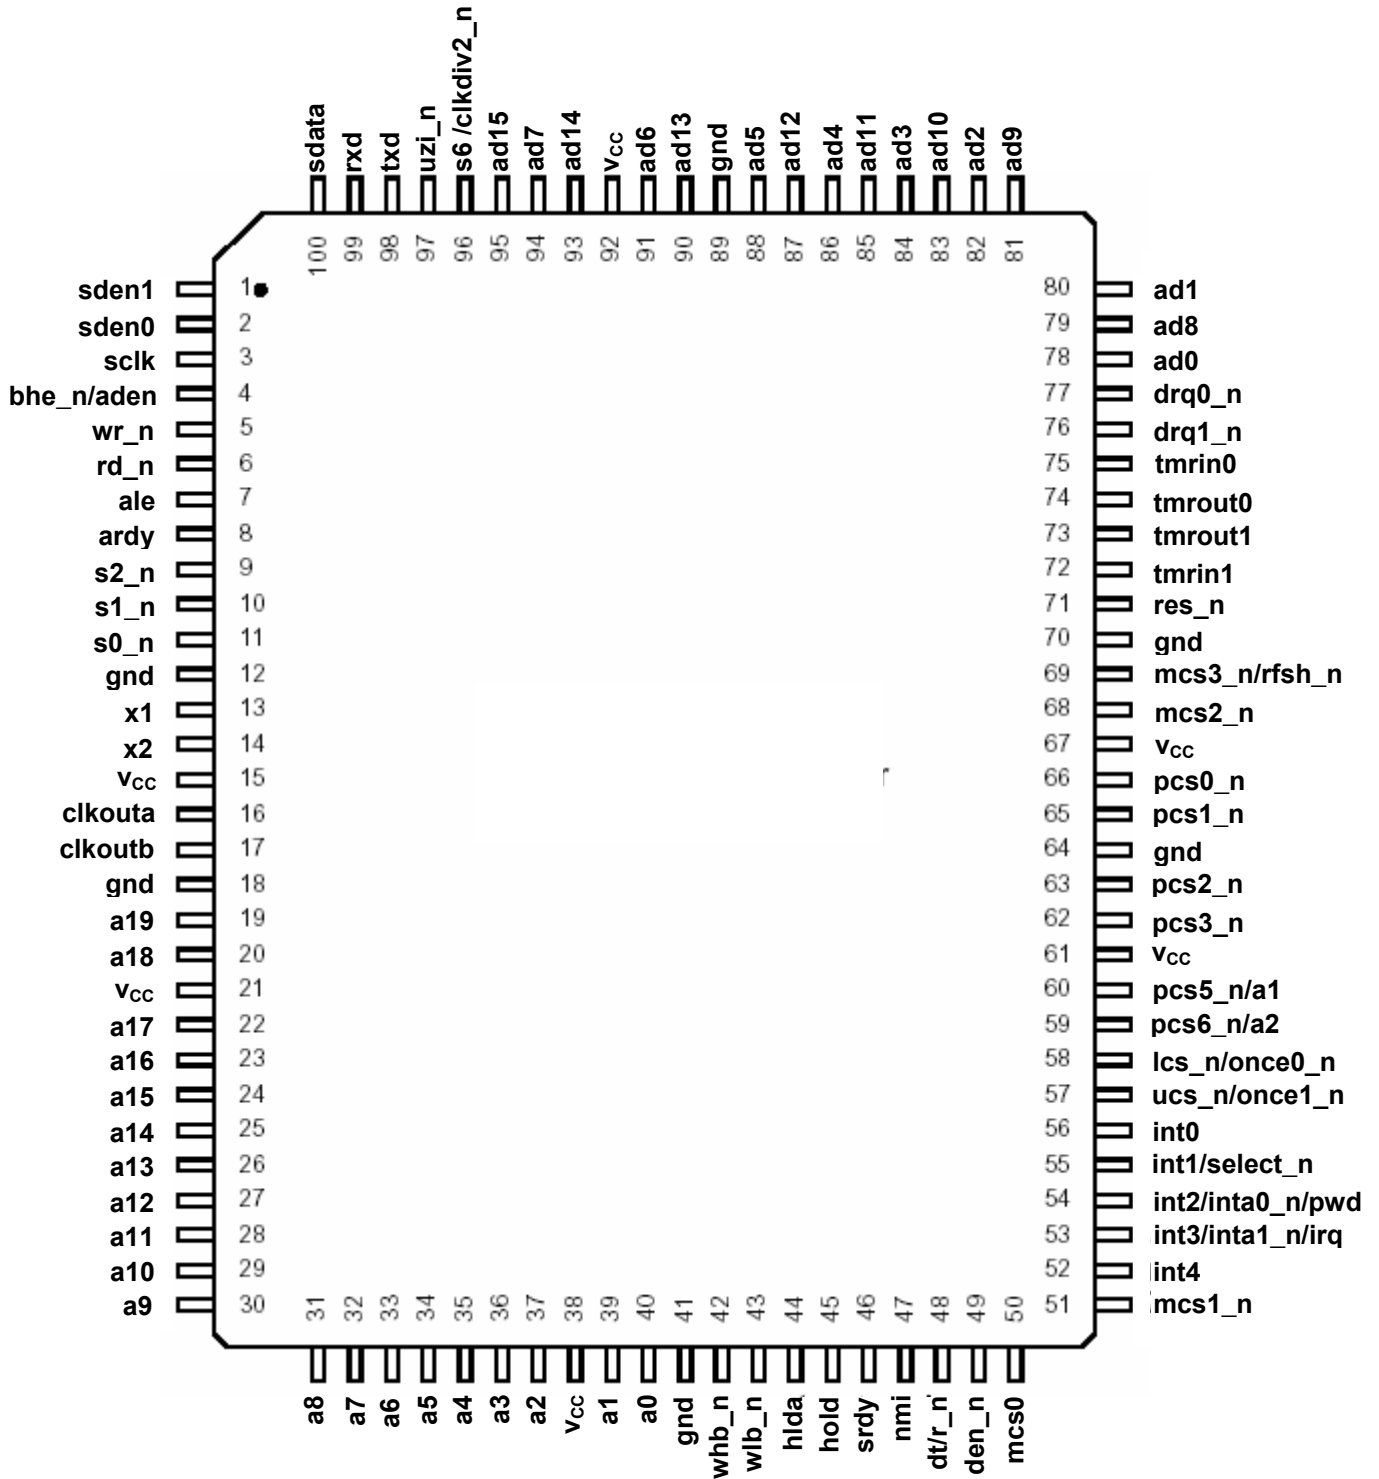 sdata
rxd
txd
uzi_n
s6 /clkdiv2_n
ad15
ad7
ad14
vCC
ad6
ad13
gnd
ad5
ad12
ad4
ad11
ad3
ad10
ad2
ad9
100 99 98 97 96 95 94 93 92 91 90 89 88 87 86 85 84 83 82 81
sden1 1 80 ad1
sden0 2 79 ad8
sclk 3 78 ad0
bhe_n/aden 4 77 drq0_n
wr_n 5 76 drq1_n
rd_n 6 75 tmrin0
ale 7 74 tmrout0
ardy 8 73 tmrout1
s2_n 9 72 tmrin1
s1_n 10 71 res_n
s0_n 11 70 gnd
gnd 12 69 mcs3_n/rfsh_n
x1 13 68 mcs2_n
x2 14 67 vCC
vCC 15 66 pcs0_n
clkouta 16 65 pcs1_n
clkoutb 17 64 gnd
gnd 18 63 pcs2_n
a19 19 62 pcs3_n
a18 20 61 vCC
vCC 21 60 pcs5_n/a1
a17 22 59 pcs6_n/a2
a16 23 58 lcs_n/once0_n
a15 24 57 ucs_n/once1_n
a14 25 56 int0
a13 26 55 int1/select_n
a12 27 54 int2/inta0_n/pwd
a11 28 53 int3/inta1_n/irq
a10 29 52 int4
a9 30 51 mcs1_n
31 32 33 34 35 36 37 38 39 40 41 42 43 44 45 46 47 48 49 50
a8
a7
a6
a5
a4
a3
a2
vCC
a1
a0
gnd
whb_n
wlb_n
hlda
hold
srdy
nmi
dt/r_n
den_n
mcs0